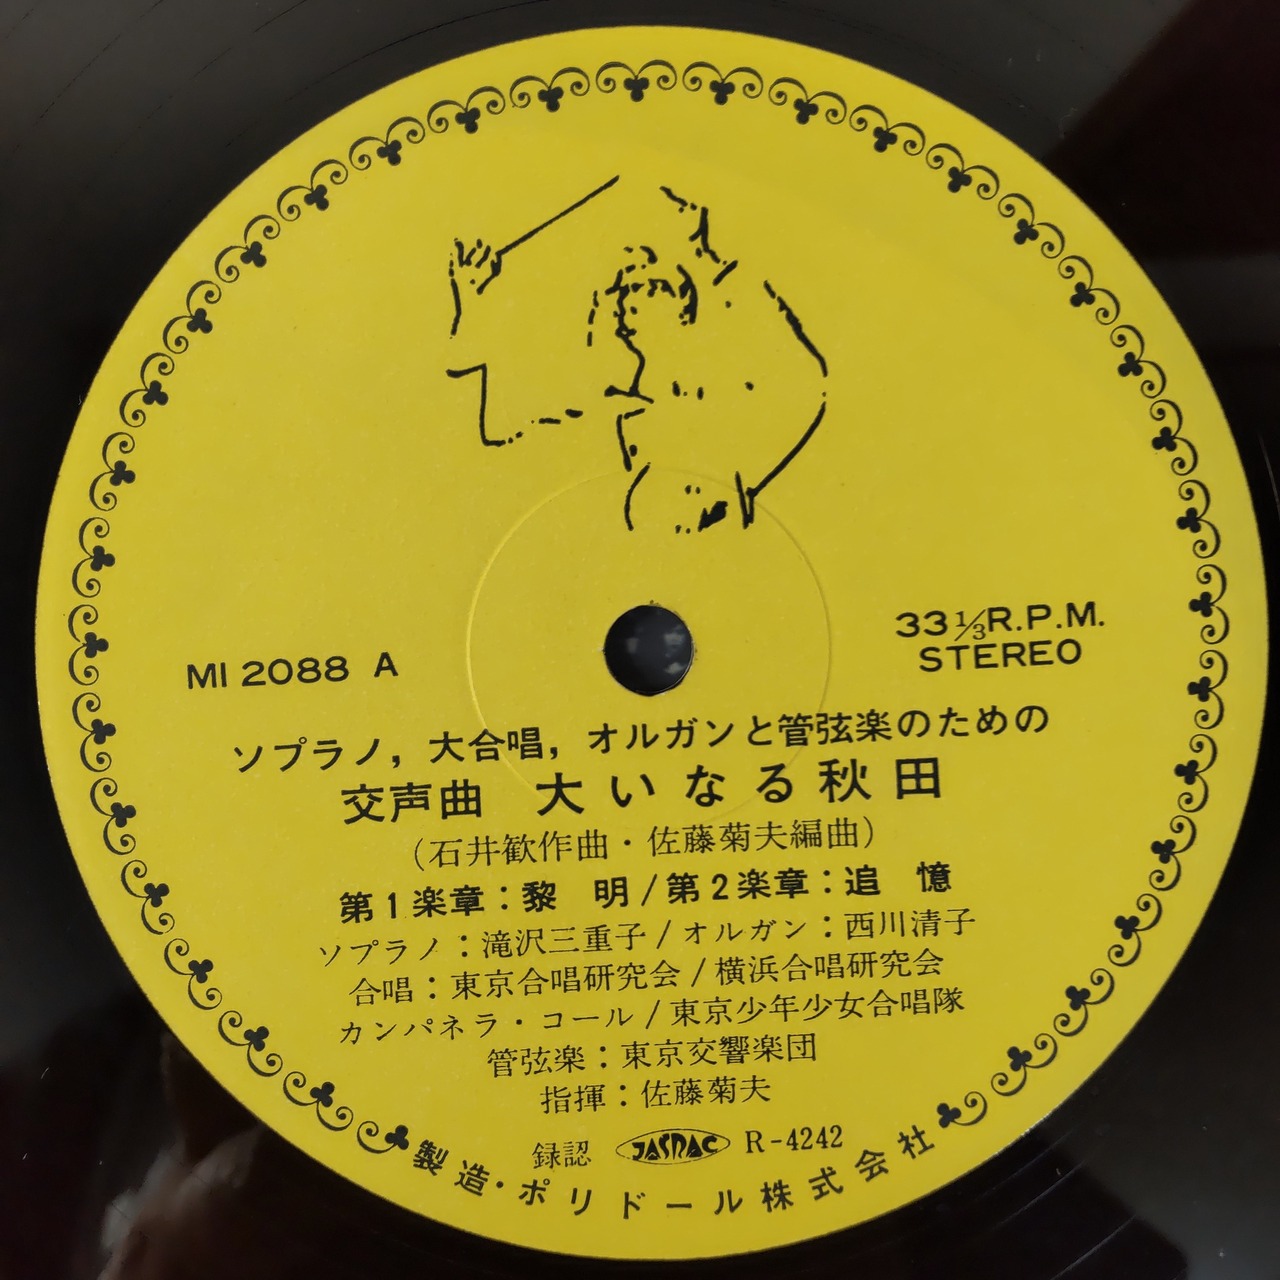 MI 2088 A
33⅓R.P.M.
STEREO
ソプラノ，大合唱，オルガンと管弦楽のための
交声曲　大いなる秋田
（石井歓作曲・佐藤菊夫編曲）
第1楽章：黎　明/第2楽章：追　憶
ソプラノ：滝沢三重子/オルガン：西川清子
合唱：東京合唱研究会/横浜合唱研究会
カンパネラ・コール/東京少年少女合唱隊
管弦楽：東京交響楽団
指揮：佐藤菊夫
録認 JASRAC R-4242
製造・ポリドール株式会社